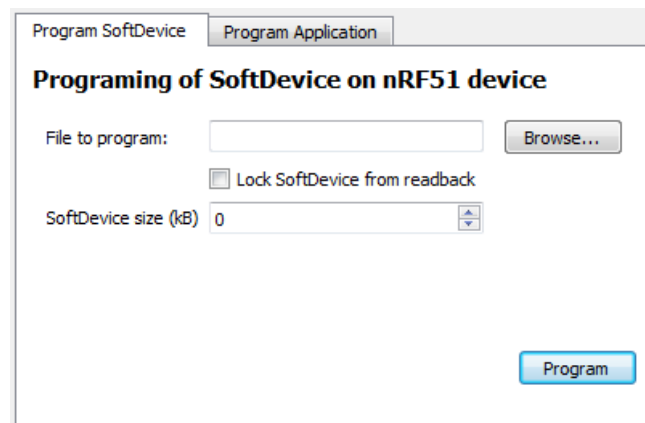 Program SoftDevice Program Application
Programing of SoftDevice on nRF51 device
File to program: Browse...
Lock SoftDevice from readback
SoftDevice size (kB) 0
Program